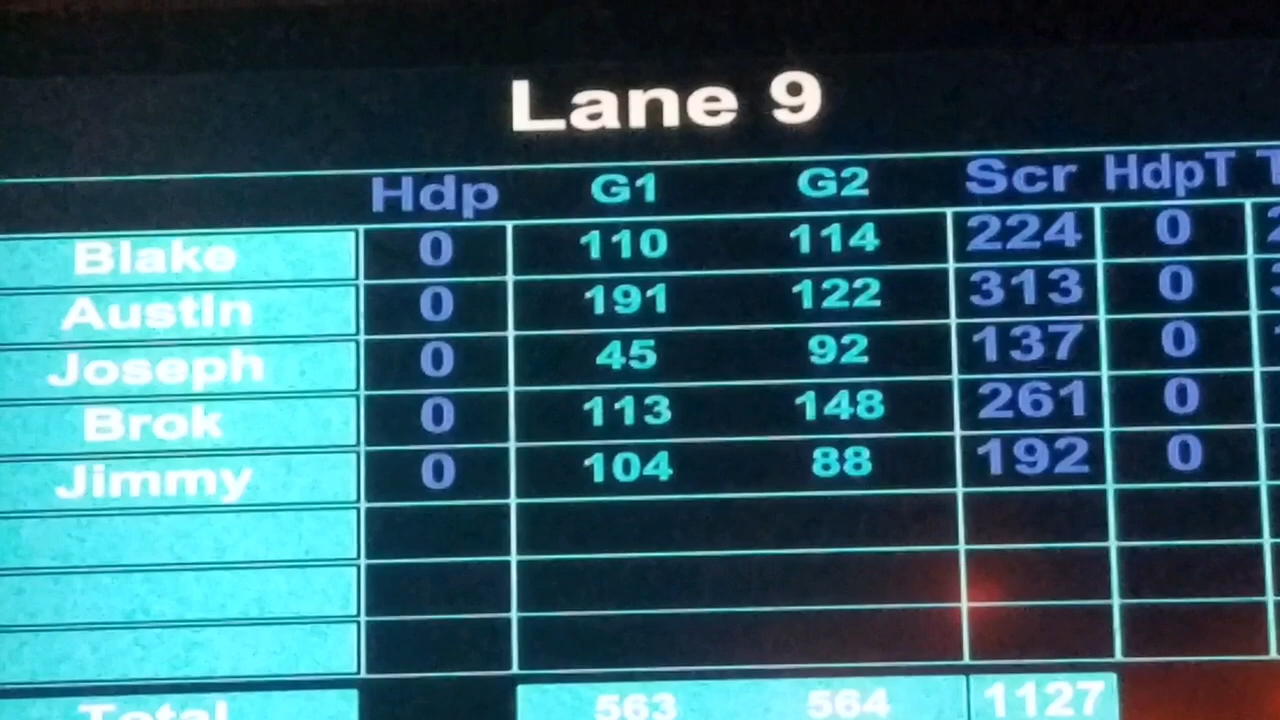 Lane 9
Hdp G1 G2 Scr HdpT
Blake 0 110 114 224 0
Austin 0 191 122 313 0
Joseph 0 45 92 137 0
Brok 0 113 148 261 0
Jimmy 0 104 88 192 0
Total 563 564 1127